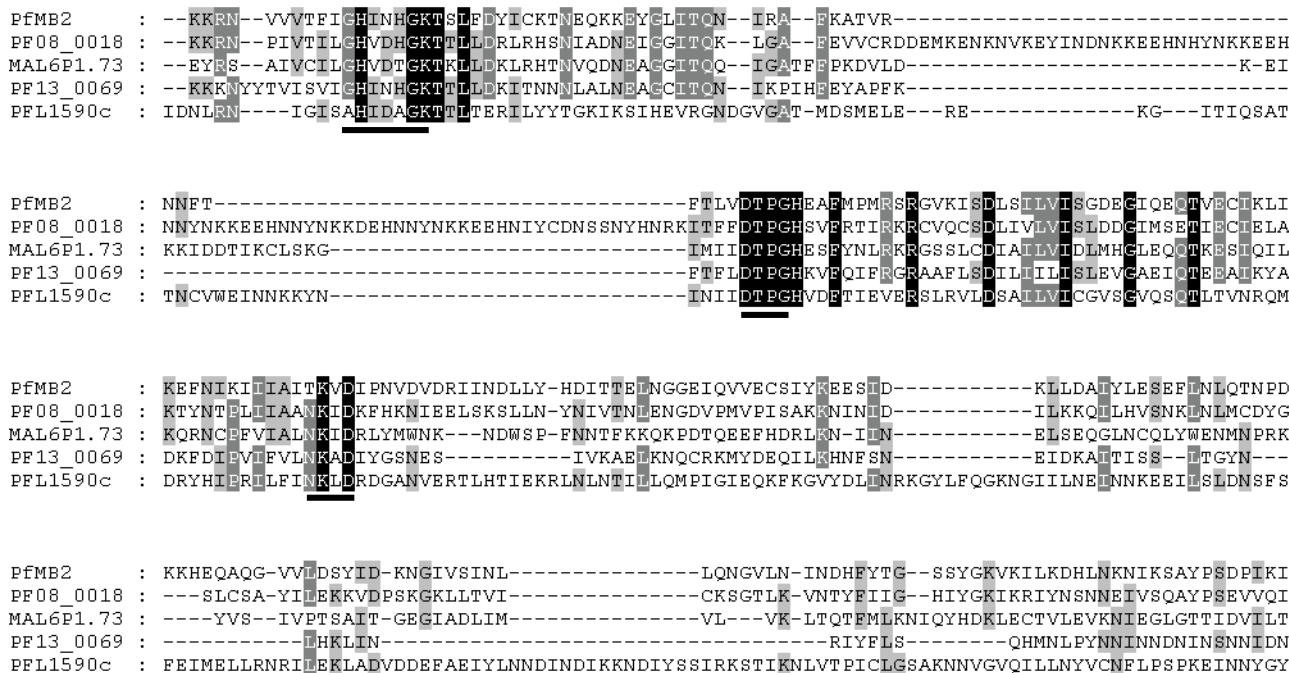 PfMB2 : --KKRN--VVVTFIGHINHGKTSLFDYICKTNEQKKEYGLITQN--IRA--FKATVR-----------------------------
PF08_0018 : --KKRN--PIVTILGHVDHGKTTLLDRLRHSNIADNEIGGITQK--LGA--FEVVCRDDEMKENKNVKEYINDNKKEEHNHYNKKEEH
MAL6P1.73 : --EYRS--AIVCILGHVDTGKTKLLDKLRHTNVQDNEAGGITQQ--IGATFFPKDVLD---------------------------K-EI
PF13_0069 : --KKKNYYTVISVIGHINHGKTTLLDKITNNNLALNEAGCITQN--IKPIHFEYAPFK-----------------------------
PFL1590c : IDNLRN----IGISAHIDAGKTTLTERILYYTGKIKSIHEVRGNDGVGAT-MDSMELE---RE------------KG---ITIQSAT
PfMB2 : NNFT------------------------------------FTLVDTPGHEAFMPMRSRGVKISDLSILVISGDEGIQEQTVECIKLI
PF08_0018 : NNYNKKEEHNNYNKKDEHNNYNKKEEHNIYCDNSSNYHNRKITFFDTPGHSVFRTIRKRCVQCSDLIVLVISLDDGIMSETIECIELA
MAL6P1.73 : KKIDDTIKCLSKG---------------------------IMIIDTPGHESFYNLRKRGSSLCDIAILVIDLMHGLEQQTKESIQIL
PF13_0069 : ----------------------------------------FTFLDTPGHKVFQIFRGRAAFLSDILIILISLEVGAEIQTEEAIKYA
PFL1590c : TNCVWEINNKKYN---------------------------INIIDTPGHVDFTIEVERSLRVLDSAILVICGVSGVQSQTLTVNRQM
PfMB2 : KEFNIKIIIAITKVDIPNVDVDRIINDLLY-HDITTELNGGEIQVVECSIYKEESID-----------KLLDAIYLESEFLNLQTNPD
PF08_0018 : KTYNTPLIIAANKIDKFHKNIEELSKSLLN-YNIVTNLENGDVPMVPISAKKNINID-----------ILKKQILHVSNKLNLMCDYG
MAL6P1.73 : KQRNCPFVIALNKIDRLYMWNK---NDWSP-FNNTFKKQKPDTQEEFHDRLKN-IIN-----------ELSEQGLNCQLYWENMNPRK
PF13_0069 : DKFDIPVIFVLNKADIYGSNES--------IVKAELKNQCRKMYDEQILKHNFSN-------------EIDKAITISS--LTGYN---
PFL1590c : DRYHIPRILFINKLDRDGANVERTLHTIEKRLNLNTILLQMPIGIEQKFKGVYDLINRKGYLFQGKNGIILNEINNKEEILSLDNSFS
PfMB2 : KKHEQAQG-VVLDSYID-KNGIVSINL---------------LQNGVLN-INDHFYTG--SSYGKVKILKDHLNKNIKSAYPSDPIKI
PF08_0018 : ---SLCSA-YILEKKVDPSKGKLLTVI---------------CKSGTLK-VNTYFIIG--HIYGKIKRIYNSNNEIVSQAYPSEVVQI
MAL6P1.73 : ---YVS--IVPTSAIT-GEGIADLIM----------------VL---VK-LTQTFMLKNIQYHDKLECTVLEVKNIEGLGTTIDVILT
PF13_0069 : -----------LHKLIN-------------------------RIYFLS-------QHMNLPYNNINNDNINSNNIDN
PFL1590c : FEIMELLRNRILEKLADVDDEFAEIYLNNDINDIKKNDIYSSIRKSTIKNLVTPICLGSAKNNVGVQILLNYVCNFLPSPKEINNYGY